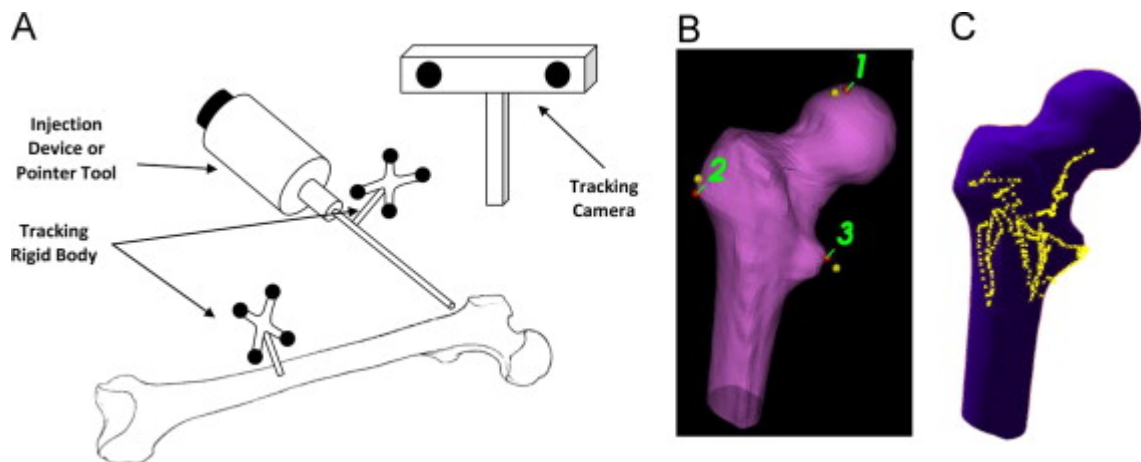 A
Injection
Device or
Pointer Tool
Tracking
Rigid Body
Tracking
Camera
B
1
2
3
C